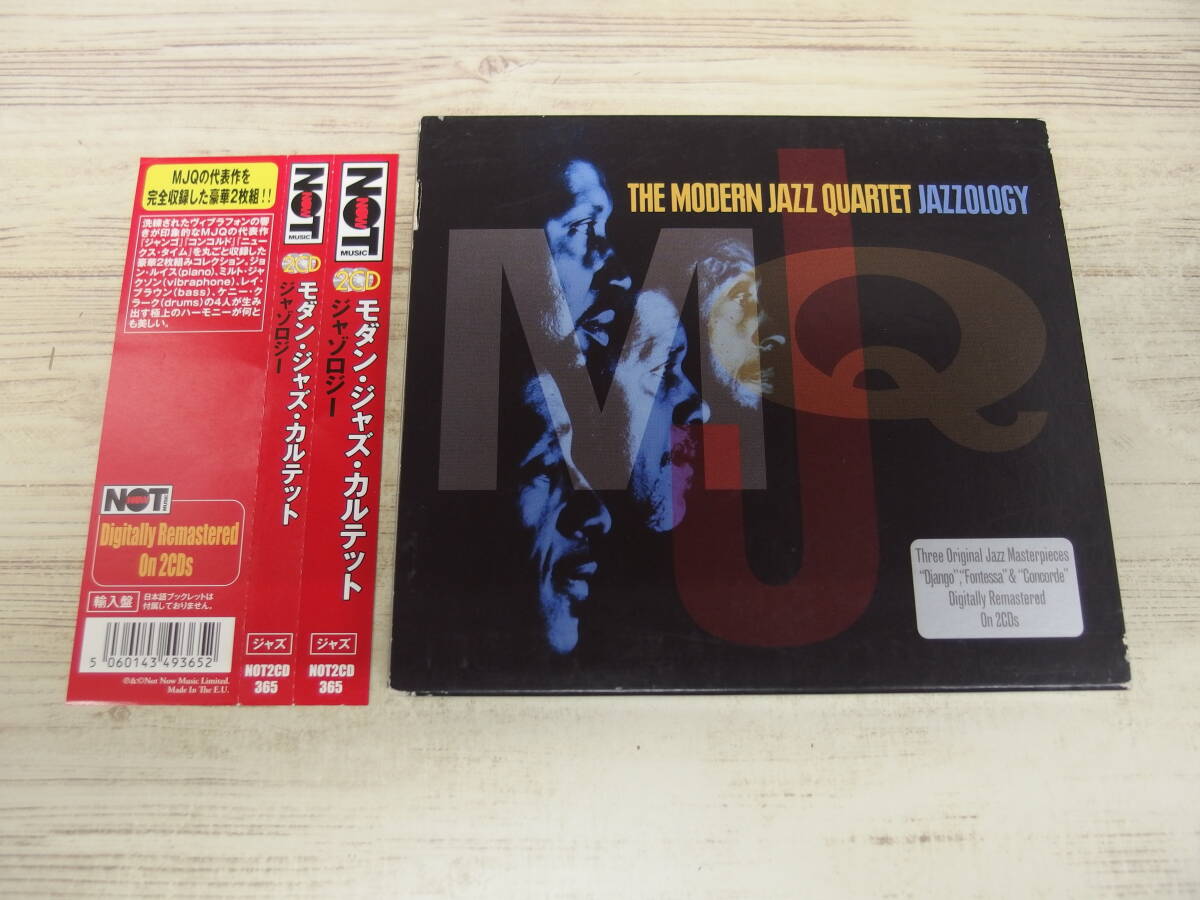 MJQの代表作を
完全収録した豪華2枚組!!
洗練されたヴィブラフォンの響
きが印象的なMJQの代表作
『ジャンゴ』『コンコルド』『ニュー
クス・タイム』を丸ごと収録した
豪華2枚組みコレクション。ジョ
ン・ルイス(piano)、ミルト・ジャ
クソン(vibraphone)、レイ・
ブラウン(bass)、ケニー・ク
ラーク(drums)の4人が生み
出す極上のハーモニーが何と
も美しい。
NOT
NOW
MUSIC
Digitally Remastered
On 2CDs
輸入盤
日本語ブックレットは
付属しておりません。
5 060143 493652
℗&©Not Now Music Limited.
Made In The E.U.
NOT
NOW
MUSIC
2CD
モダン・ジャズ・カルテット
ジャゾロジー
ジャズ
NOT2CD
365
NOT
NOW
MUSIC
2CD
モダン・ジャズ・カルテット
ジャゾロジー
ジャズ
NOT2CD
365
THE MODERN JAZZ QUARTET JAZZOLOGY
MJQ
Three Original Jazz Masterpieces
"Django", "Fontessa" & "Concorde"
Digitally Remastered
On 2CDs